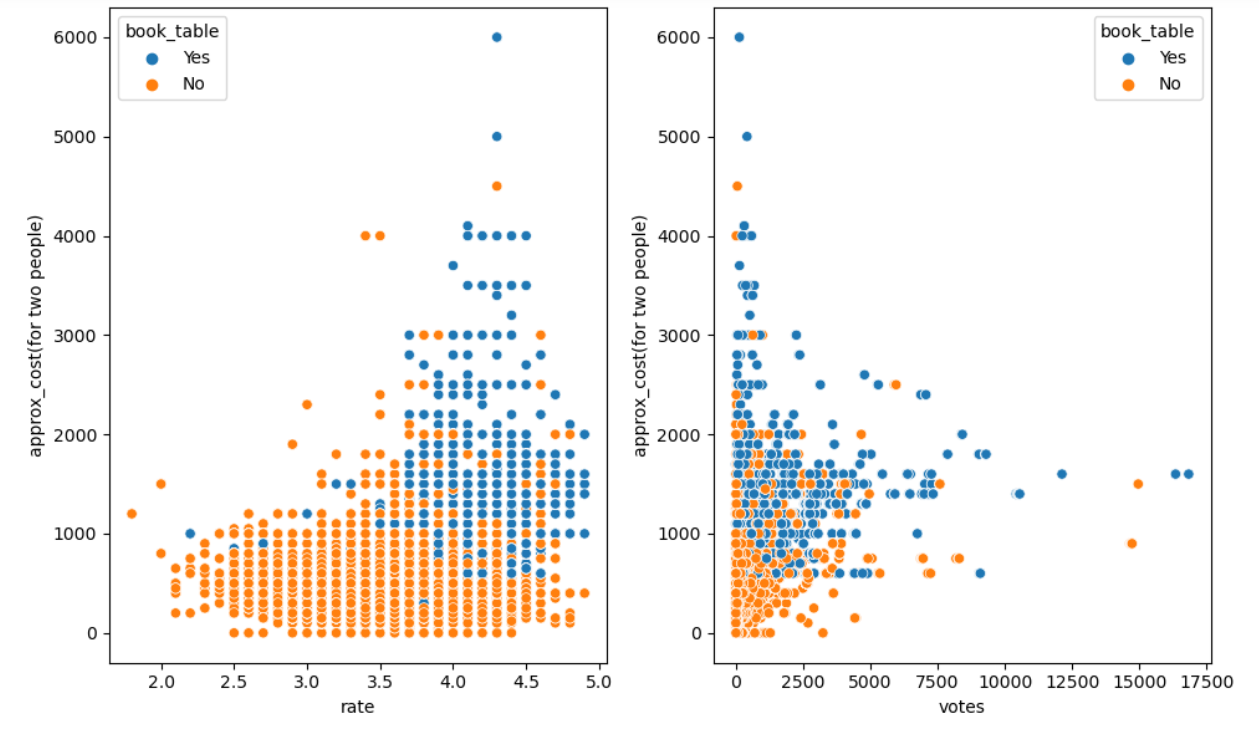 book_table
Yes
No
6000
5000
4000
3000
2000
1000
0
approx_cost(for two people)
2.0 2.5 3.0 3.5 4.0 4.5 5.0
rate
book_table
Yes
No
6000
5000
4000
3000
2000
1000
0
approx_cost(for two people)
0 2500 5000 7500 10000 12500 15000 17500
votes